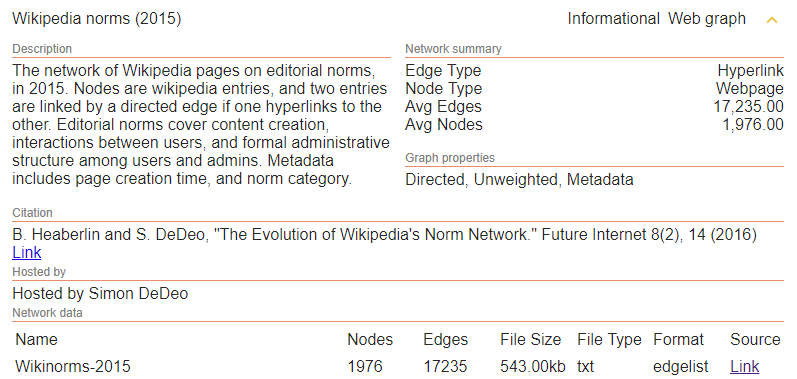 Wikipedia norms (2015) Informational Web graph
Description
The network of Wikipedia pages on editorial norms,
in 2015. Nodes are wikipedia entries, and two entries
are linked by a directed edge if one hyperlinks to the
other. Editorial norms cover content creation,
interactions between users, and formal administrative
structure among users and admins. Metadata
includes page creation time, and norm category.
Network summary
Edge Type Hyperlink
Node Type Webpage
Avg Edges 17,235.00
Avg Nodes 1,976.00
Graph properties
Directed, Unweighted, Metadata
Citation
B. Heaberlin and S. DeDeo, "The Evolution of Wikipedia's Norm Network." Future Internet 8(2), 14 (2016)
Link
Hosted by
Hosted by Simon DeDeo
Network data
Name Nodes Edges File Size File Type Format Source
Wikinorms-2015 1976 17235 543.00kb txt edgelist Link